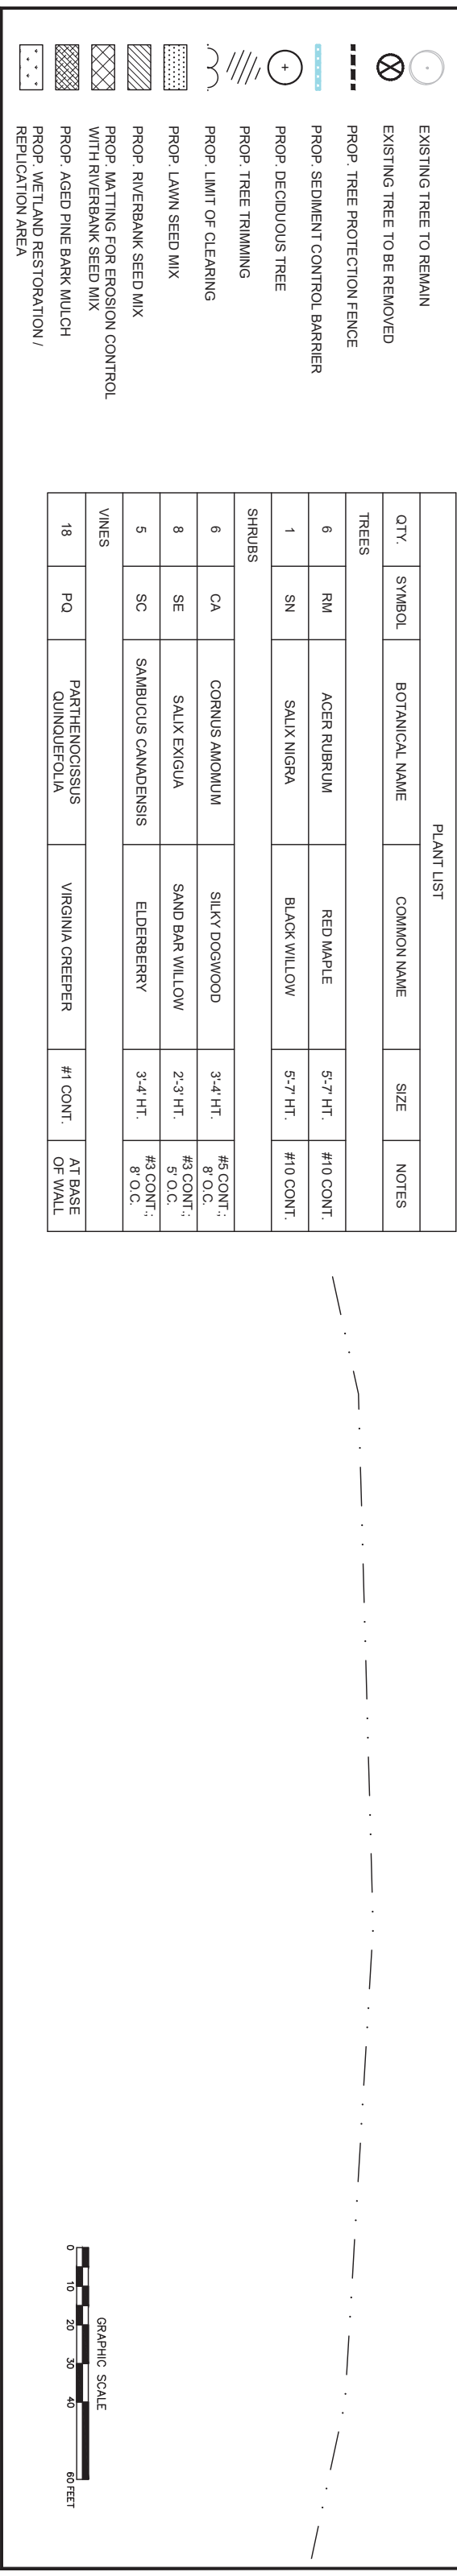 EXISTING TREE TO REMAIN
EXISTING TREE TO BE REMOVED
PROP. TREE PROTECTION FENCE
PROP. SEDIMENT CONTROL BARRIER
PROP. DECIDUOUS TREE
PROP. TREE TRIMMING
PROP. LIMIT OF CLEARING
PROP. LAWN SEED MIX
PROP. RIVERBANK SEED MIX
PROP. MATTING FOR EROSION CONTROL
WITH RIVERBANK SEED MIX
PROP. AGED PINE BARK MULCH
PROP. WETLAND RESTORATION /
REPLICATION AREA
PLANT LIST
QTY. SYMBOL BOTANICAL NAME COMMON NAME SIZE NOTES
TREES
6 RM ACER RUBRUM RED MAPLE 5'-7' HT. #10 CONT.
1 SN SALIX NIGRA BLACK WILLOW 5'-7' HT. #10 CONT.
SHRUBS
6 CA CORNUS AMOMUM SILKY DOGWOOD 3'-4' HT. #5 CONT.;
8' O.C.
8 SE SALIX EXIGUA SAND BAR WILLOW 2'-3' HT. #3 CONT.;
5' O.C.
5 SC SAMBUCUS CANADENSIS ELDERBERRY 3'-4' HT. #3 CONT.;
8' O.C.
VINES
18 PQ PARTHENOCISSUS
QUINQUEFOLIA VIRGINIA CREEPER #1 CONT. AT BASE
OF WALL
GRAPHIC SCALE
0 10 20 30 40 60 FEET